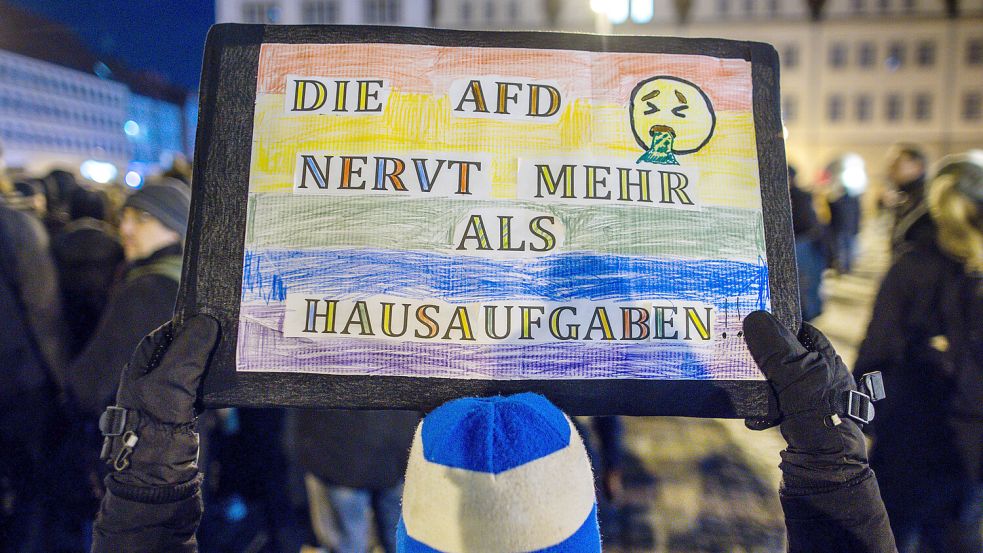 DIE AFD
NERVT MEHR
ALS
HAUSAUFGABEN